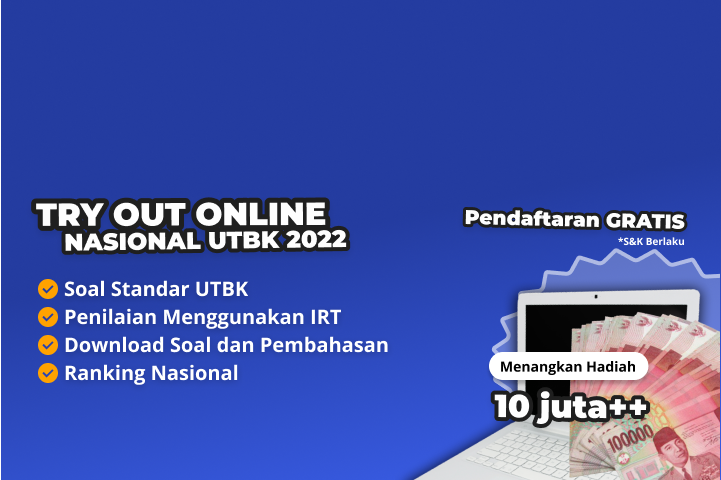 TRY OUT ONLINE
NASIONAL UTBK 2022
Soal Standar UTBK
Penilaian Menggunakan IRT
Download Soal dan Pembahasan
Ranking Nasional
Pendaftaran GRATIS
*S&K Berlaku
Menangkan Hadiah
10 juta++
100000